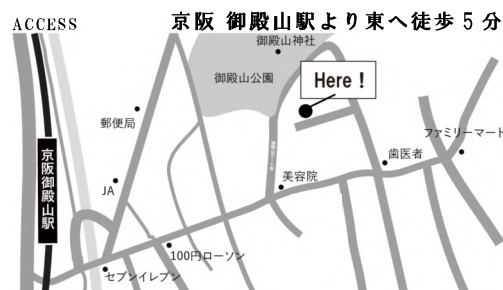 ACCESS
京阪 御殿山駅より東へ徒歩5分
御殿山神社
御殿山公園
Here !
郵便局
ファミリーマート
京阪御殿山駅
歯医者
JA
美容院
100円ローソン
セブンイレブン